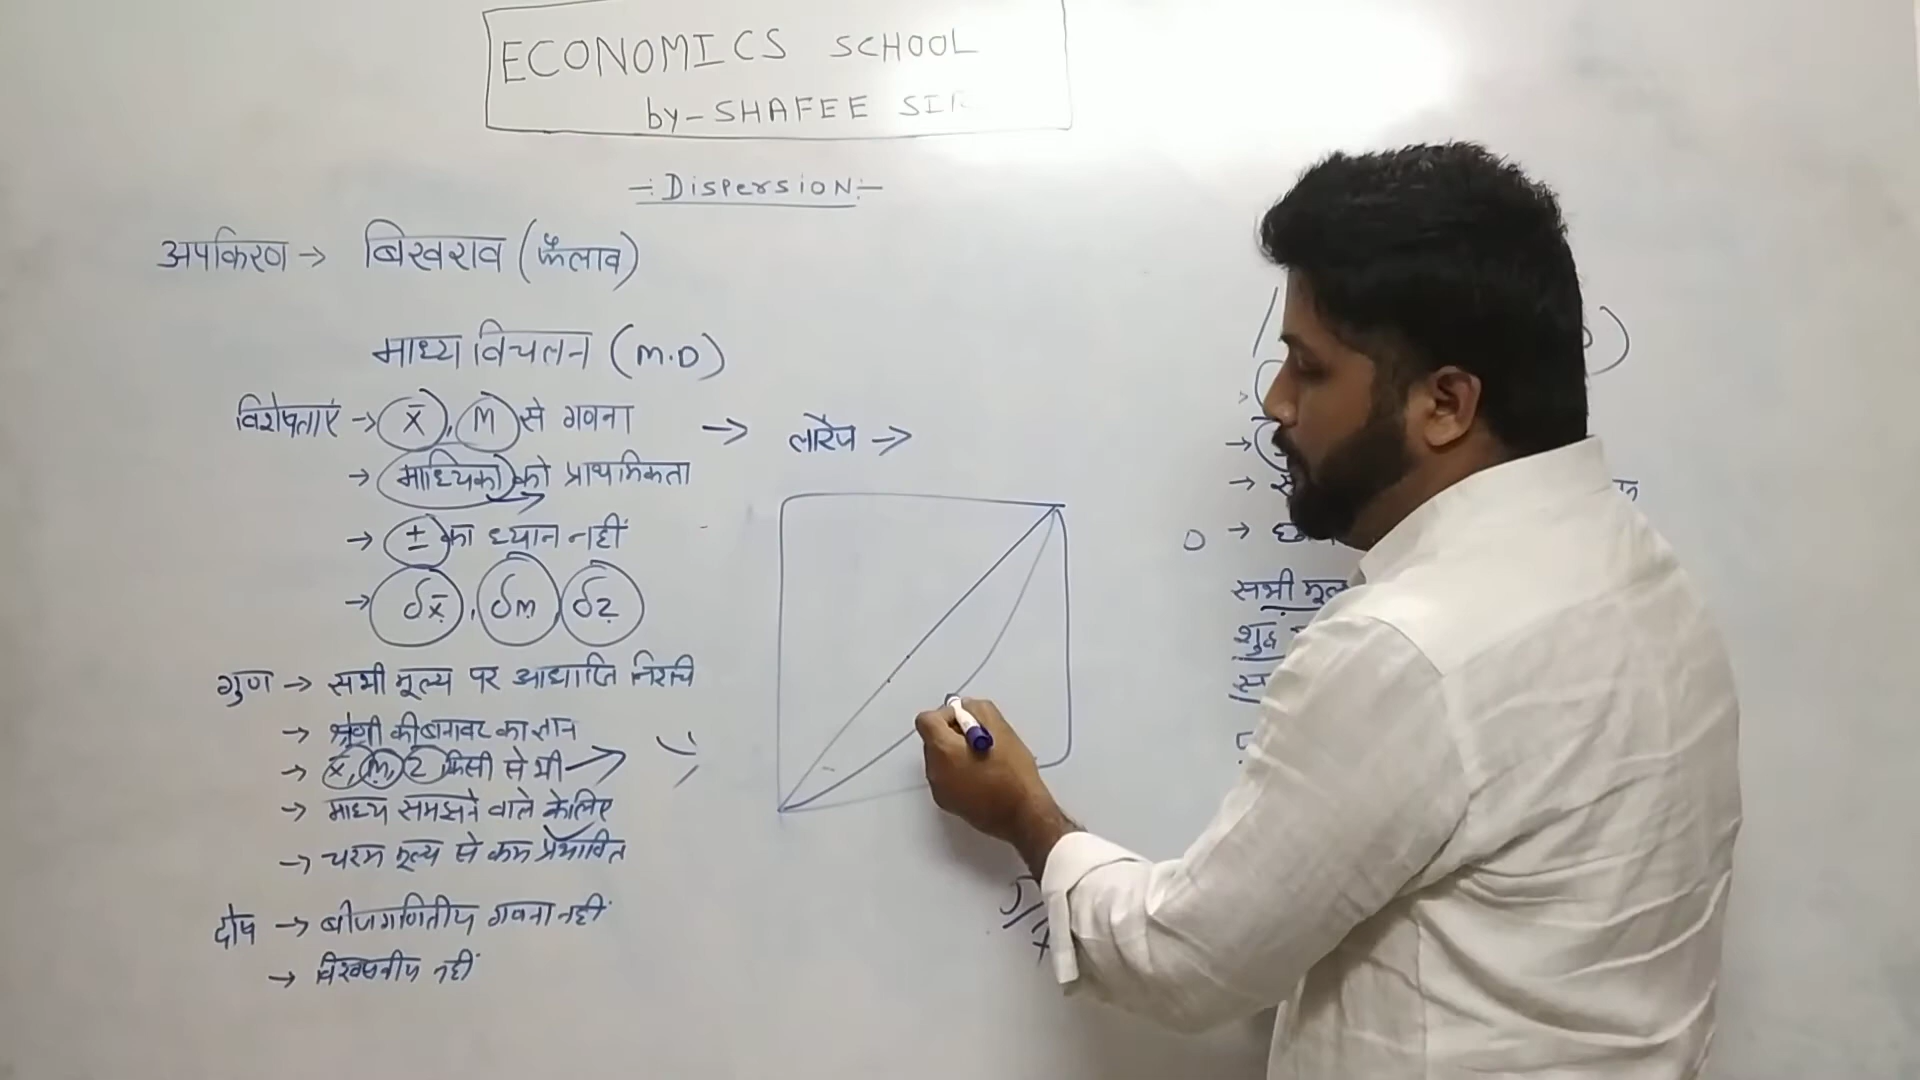 ECONOMICS SCHOOL
by-SHAFEE SIR
-: Dispersion :-
अपकिरण → बिखराव (फैलाव)
माध्य विचलन (M.D)
विशेषताएं → X̄, M से गणना
→ माध्यिका को प्राथमिकता
→ ± का ध्यान नहीं
→ δx̄, δm, δz
गुण → सभी मूल्य पर आधारित
→ श्रेणी की बनावट का ज्ञान
→ x̄, m, z किसी से भी →
→ माध्य समझने वाले के लिए
→ चरम मूल्य से कम प्रभावित
दोष → बीजगणितीय गणना नहीं
→ विश्वसनीय नहीं
→ लॉरेंज →
सभी मूल
शुद्ध